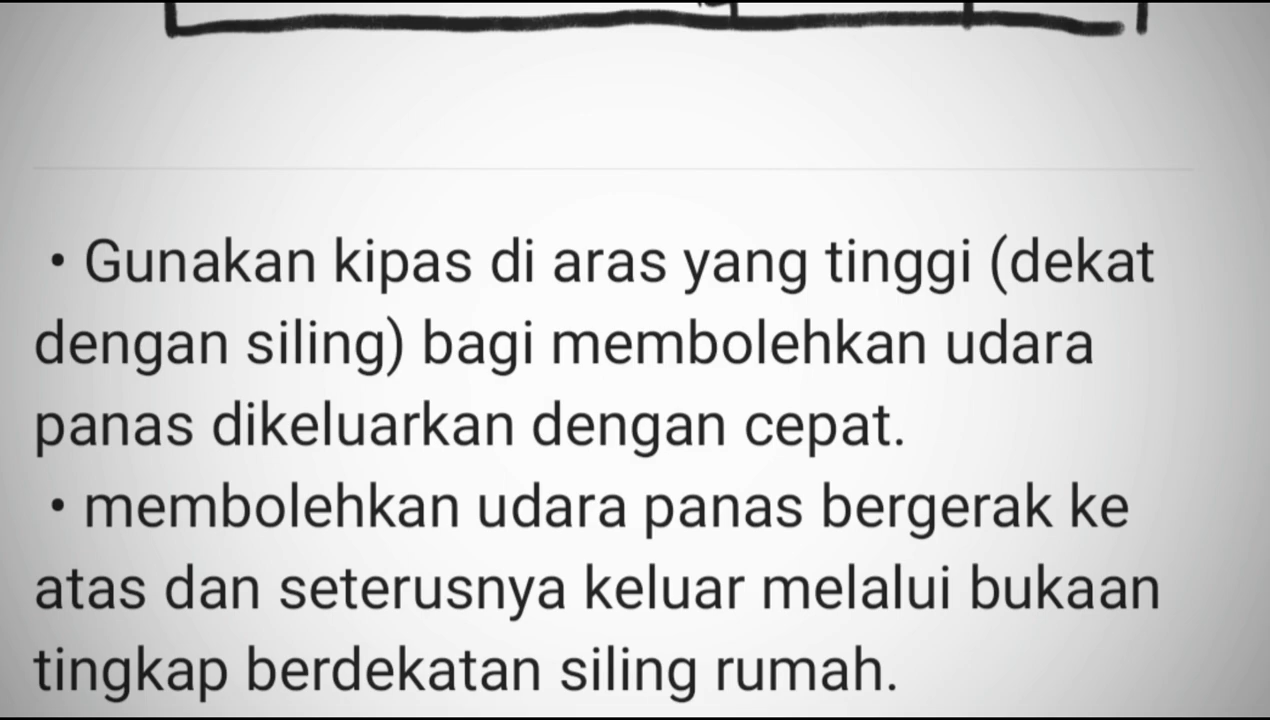 • Gunakan kipas di aras yang tinggi (dekat
dengan siling) bagi membolehkan udara
panas dikeluarkan dengan cepat.
• membolehkan udara panas bergerak ke
atas dan seterusnya keluar melalui bukaan
tingkap berdekatan siling rumah.